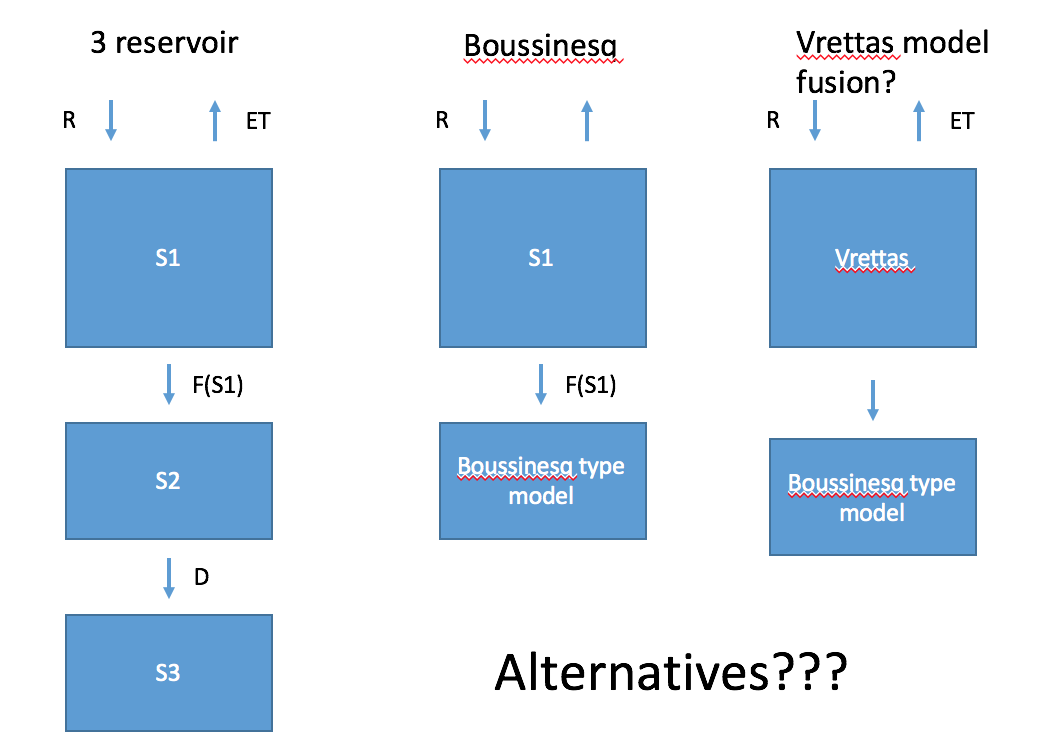 3 reservoir
R
ET
S1
F(S1)
S2
D
S3
Boussinesq
R
S1
F(S1)
Boussinesq type
model
Vrettas model
fusion?
R
ET
Vrettas
Boussinesq type
model
Alternatives???